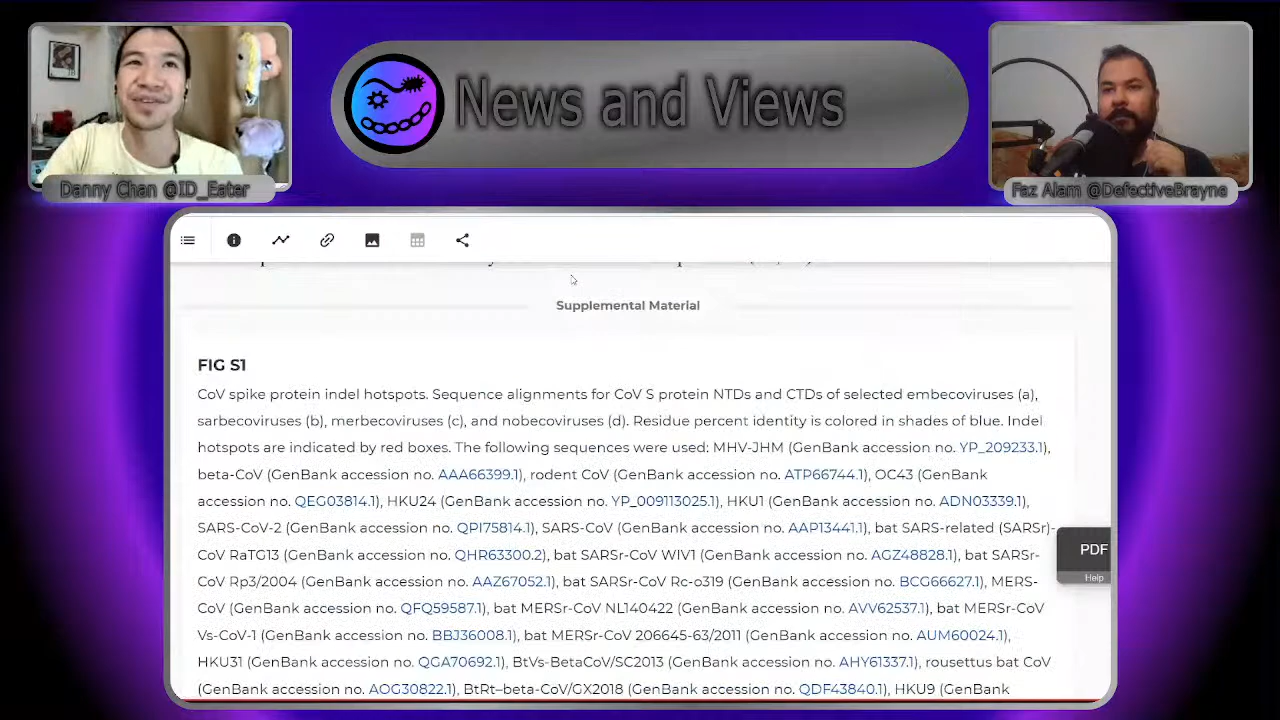 News and Views
Danny Chan @ID_Eater
Faz Alam @DefectiveBrayne
Supplemental Material
FIG S1
CoV spike protein indel hotspots. Sequence alignments for CoV S protein NTDs and CTDs of selected embecoviruses (a),
sarbecoviruses (b), merbecoviruses (c), and nobecoviruses (d). Residue percent identity is colored in shades of blue. Indel
hotspots are indicated by red boxes. The following sequences were used: MHV-JHM (GenBank accession no. YP_209233.1),
beta-CoV (GenBank accession no. AAA66399.1), rodent CoV (GenBank accession no. ATP66744.1), OC43 (GenBank
accession no. QEG03814.1), HKU24 (GenBank accession no. YP_009113025.1), HKU1 (GenBank accession no. ADN03339.1),
SARS-CoV-2 (GenBank accession no. QPI75814.1), SARS-CoV (GenBank accession no. AAP13441.1), bat SARS-related (SARSr)-
CoV RaTG13 (GenBank accession no. QHR63300.2), bat SARSr-CoV WIV1 (GenBank accession no. AGZ48828.1), bat SARSr-
CoV Rp3/2004 (GenBank accession no. AAZ67052.1), bat SARSr-CoV Rc-o319 (GenBank accession no. BCG66627.1), MERS-
CoV (GenBank accession no. QFQ59587.1), bat MERSr-CoV NL140422 (GenBank accession no. AVV62537.1), bat MERSr-CoV
Vs-CoV-1 (GenBank accession no. BBJ36008.1), bat MERSr-CoV 206645-63/2011 (GenBank accession no. AUM60024.1),
HKU31 (GenBank accession no. QGA70692.1), BtVs-BetaCoV/SC2013 (GenBank accession no. AHY61337.1), rousettus bat CoV
(GenBank accession no. AOG30822.1), BtRt–beta-CoV/GX2018 (GenBank accession no. QDF43840.1), HKU9 (GenBank
PDF
Help